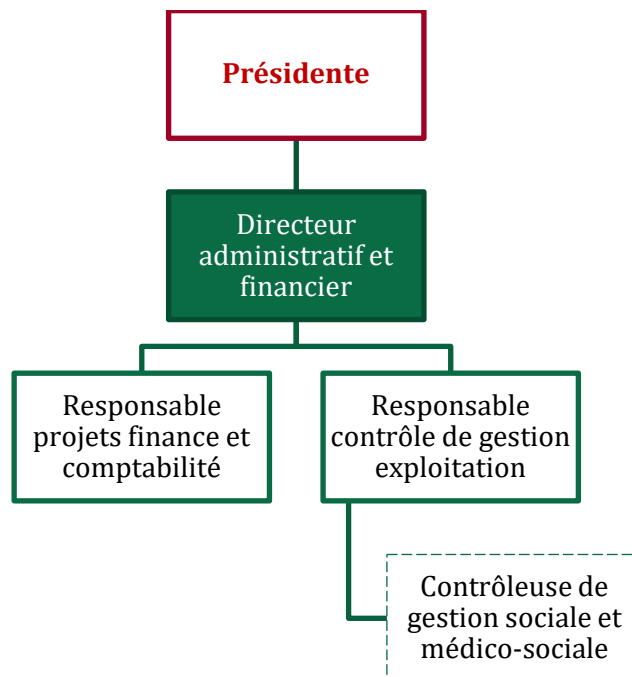 Présidente
Directeur
administratif et
financier
Responsable
projets finance et
comptabilité
Responsable
contrôle de gestion
exploitation
Contrôleuse de
gestion sociale et
médico-sociale